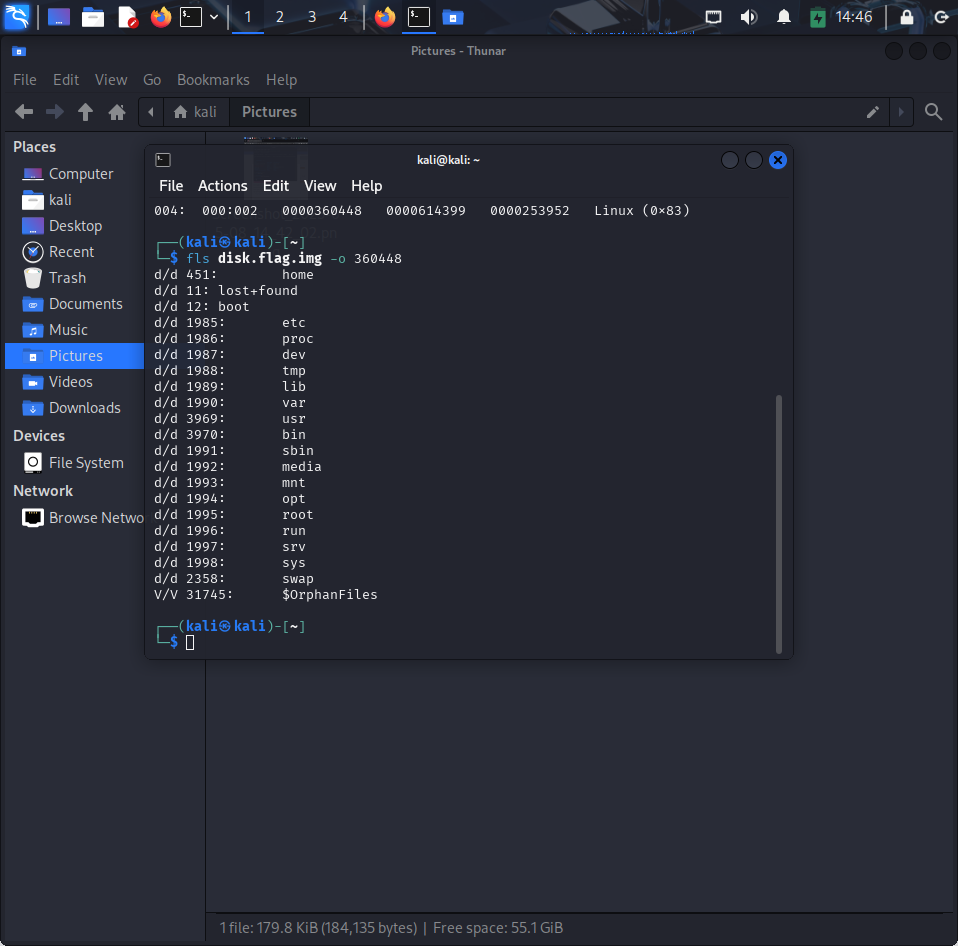 1 2 3 4 14:46
Pictures - Thunar
File Edit View Go Bookmarks Help
kali Pictures
Places
Computer
kali
Desktop
Recent
Trash
Documents
Music
Pictures
Videos
Downloads
Devices
File System
Network
Browse Netwo
kali@kali: ~
File Actions Edit View Help
004:  000:002   0000360448   0000614399   0000253952   Linux (0×83)
┌──(kali㉿kali)-[~]
└─$ fls disk.flag.img -o 360448
d/d 451:        home
d/d 11: lost+found
d/d 12: boot
d/d 1985:       etc
d/d 1986:       proc
d/d 1987:       dev
d/d 1988:       tmp
d/d 1989:       lib
d/d 1990:       var
d/d 3969:       usr
d/d 3970:       bin
d/d 1991:       sbin
d/d 1992:       media
d/d 1993:       mnt
d/d 1994:       opt
d/d 1995:       root
d/d 1996:       run
d/d 1997:       srv
d/d 1998:       sys
d/d 2358:       swap
V/V 31745:      $OrphanFiles
┌──(kali㉿kali)-[~]
└─$
1 file: 179.8 KiB (184,135 bytes) | Free space: 55.1 GiB